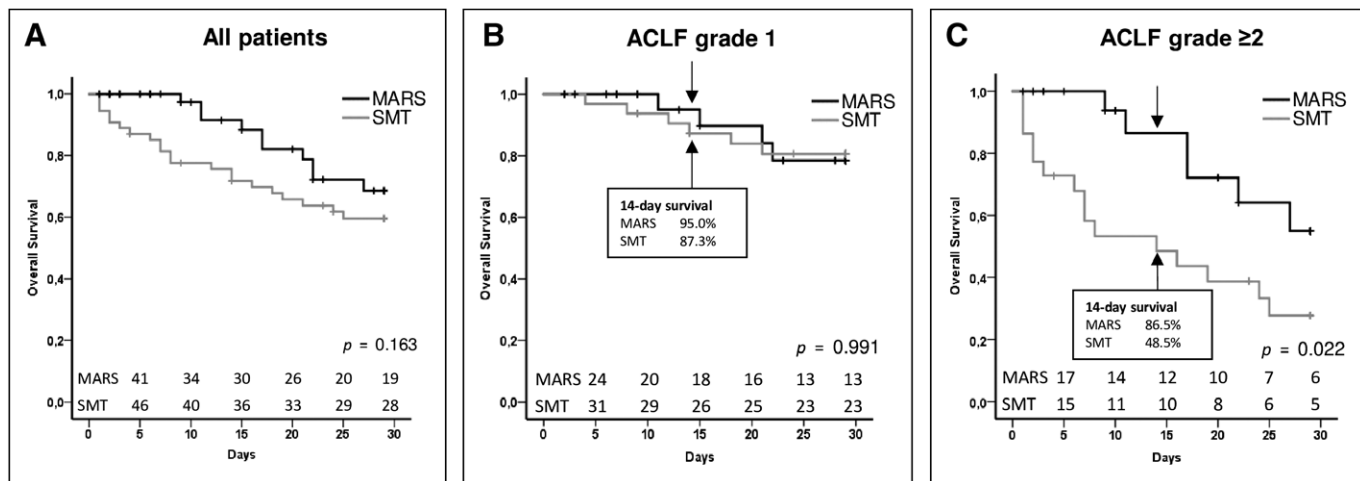 A All patients
MARS
SMT
Overall Survival
1,0
0,8
0,6
0,4
0,2
0,0
p = 0.163
MARS 41 34 30 26 20 19
SMT 46 40 36 33 29 28
0 5 10 15 20 25 30
Days
B ACLF grade 1
MARS
SMT
Overall Survival
1,0
0,8
0,6
0,4
0,2
0,0
14-day survival
MARS 95.0%
SMT 87.3%
p = 0.991
MARS 24 20 18 16 13 13
SMT 31 29 26 25 23 23
0 5 10 15 20 25 30
Days
C ACLF grade ≥2
MARS
SMT
Overall Survival
1,0
0,8
0,6
0,4
0,2
0,0
14-day survival
MARS 86.5%
SMT 48.5%
p = 0.022
MARS 17 14 12 10 7 6
SMT 15 11 10 8 6 5
0 5 10 15 20 25 30
Days